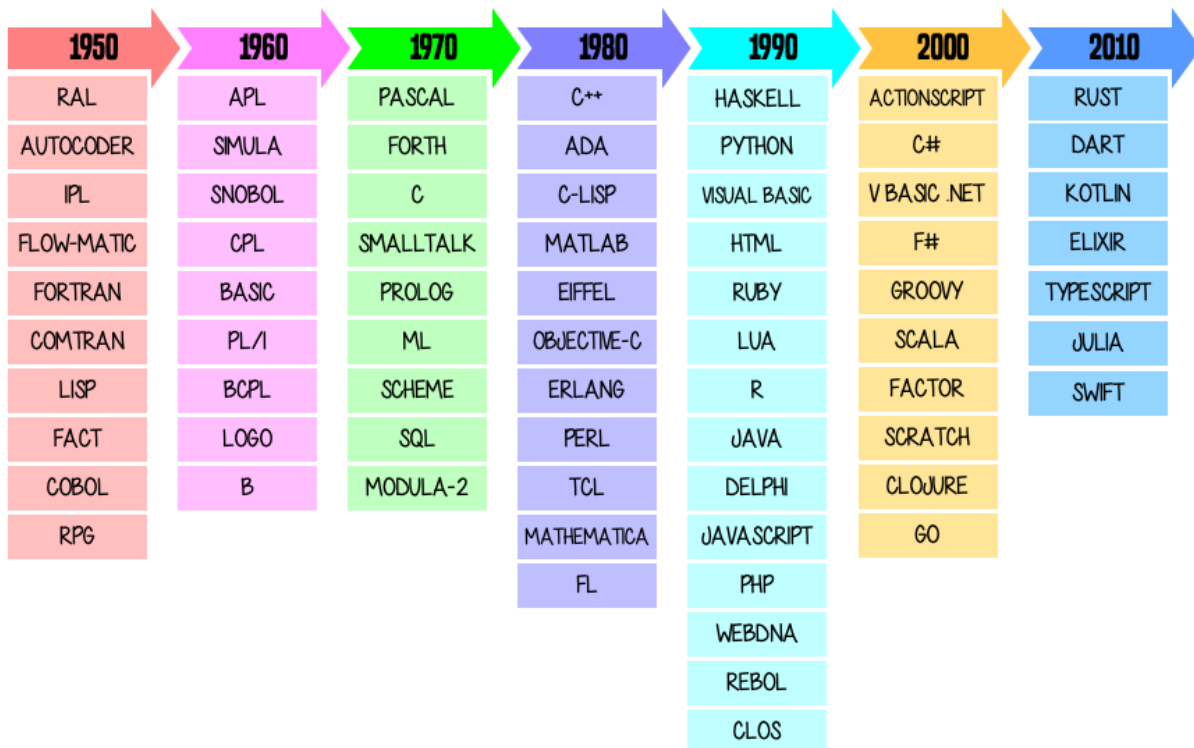 1950
RAL
AUTOCODER
IPL
FLOW-MATIC
FORTRAN
COMTRAN
LISP
FACT
COBOL
RPG
1960
APL
SIMULA
SNOBOL
CPL
BASIC
PL/I
BCPL
LOGO
B
1970
PASCAL
FORTH
C
SMALLTALK
PROLOG
ML
SCHEME
SQL
MODULA-2
1980
C++
ADA
C-LISP
MATLAB
EIFFEL
OBJECTIVE-C
ERLANG
PERL
TCL
MATHEMATICA
FL
1990
HASKELL
PYTHON
VISUAL BASIC
HTML
RUBY
LUA
R
JAVA
DELPHI
JAVASCRIPT
PHP
WEBDNA
REBOL
CLOS
2000
ACTIONSCRIPT
C#
V BASIC .NET
F#
GROOVY
SCALA
FACTOR
SCRATCH
CLOJURE
GO
2010
RUST
DART
KOTLIN
ELIXIR
TYPESCRIPT
JULIA
SWIFT